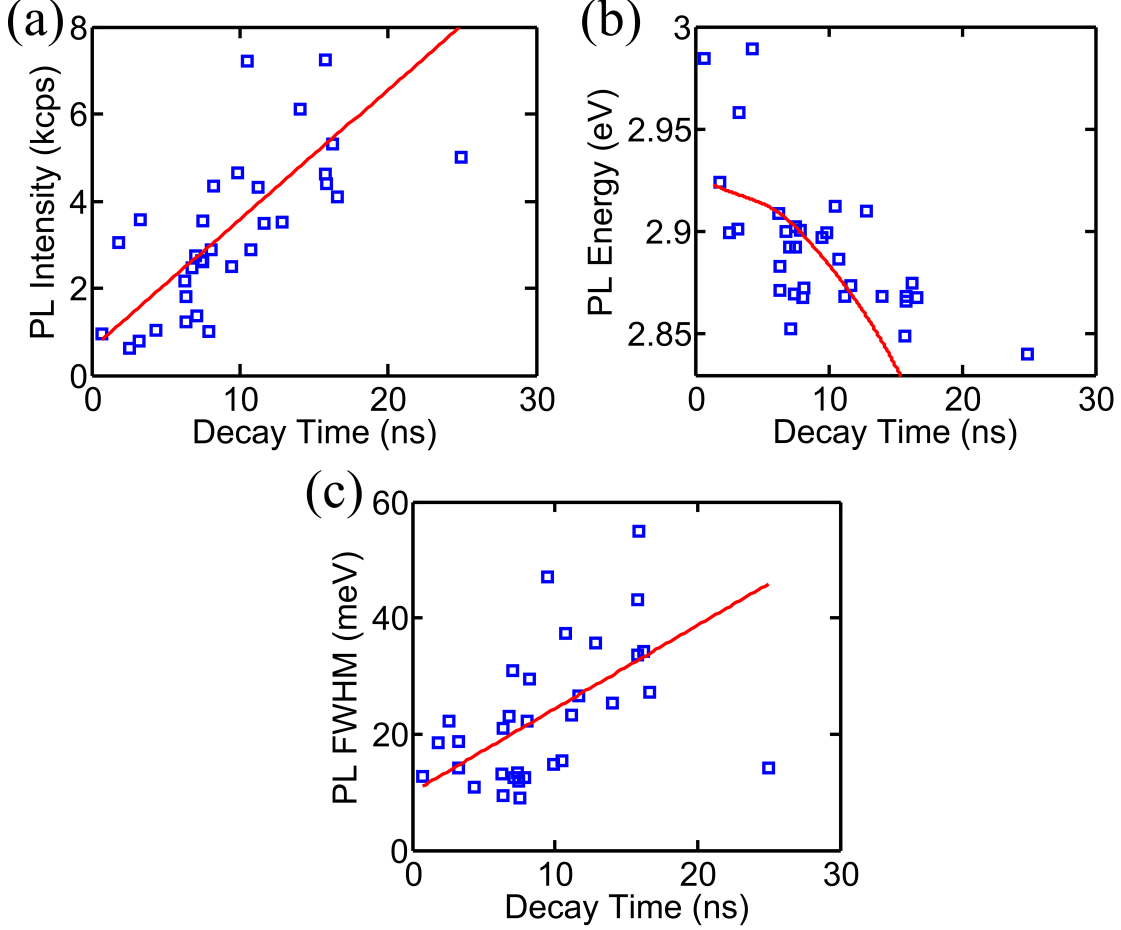 (a)
PL Intensity (kcps)
8
6
4
2
0
0 10 20 30
Decay Time (ns)
(b)
PL Energy (eV)
3
2.95
2.9
2.85
0 10 20 30
Decay Time (ns)
(c)
PL FWHM (meV)
60
40
20
0
0 10 20 30
Decay Time (ns)